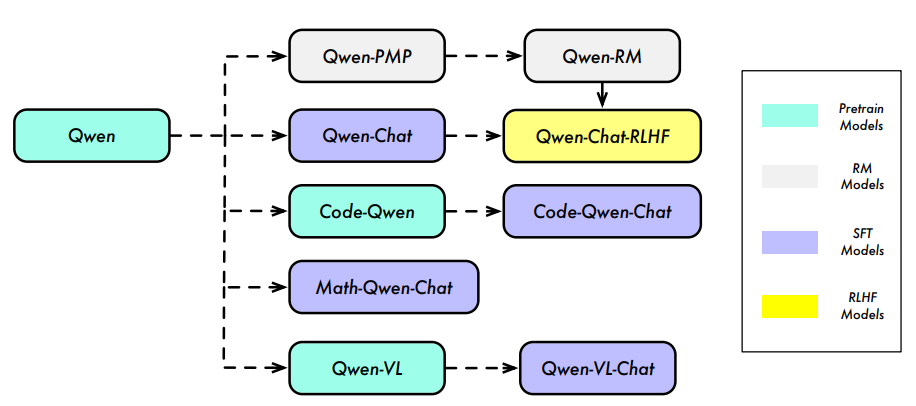 Qwen-PMP
Qwen-RM
Qwen
Qwen-Chat
Qwen-Chat-RLHF
Code-Qwen
Code-Qwen-Chat
Math-Qwen-Chat
Qwen-VL
Qwen-VL-Chat
Pretrain
Models
RM
Models
SFT
Models
RLHF
Models